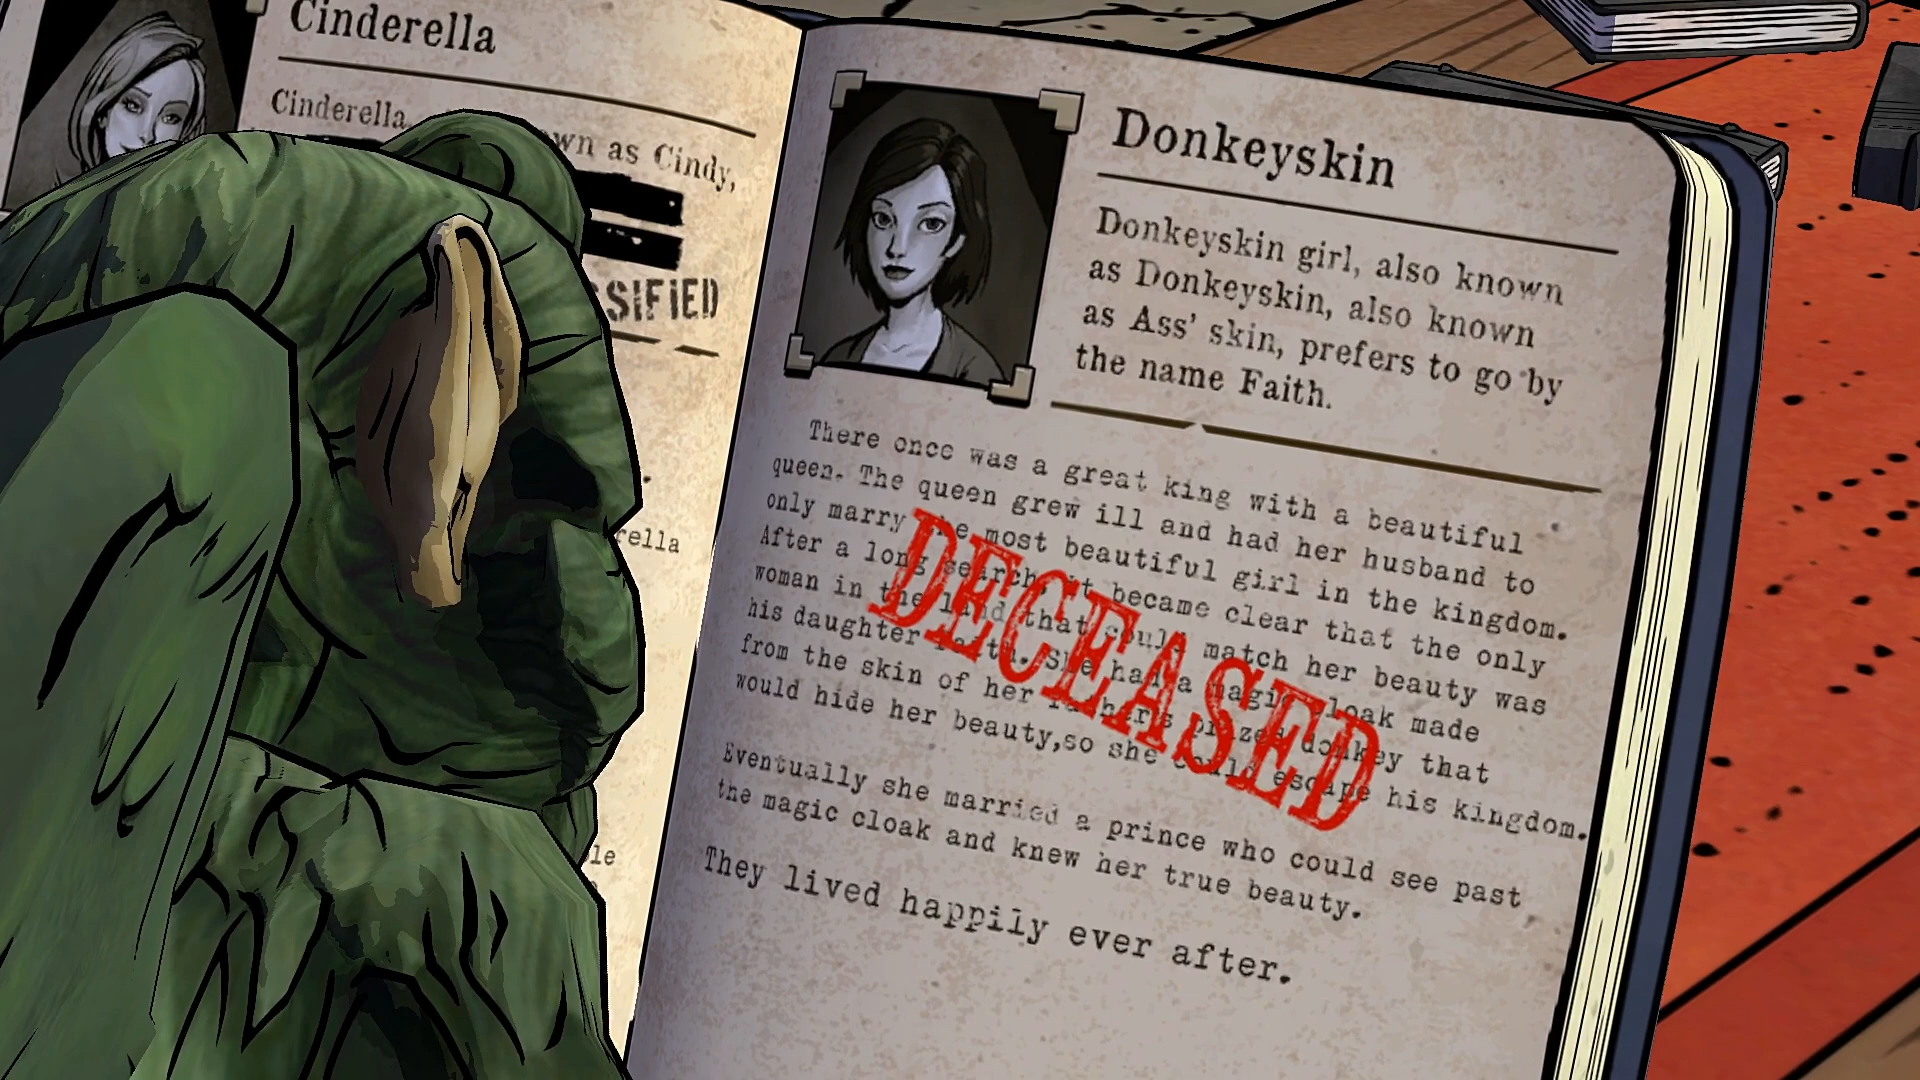 Cinderella
Cinderella
wn as Cindy,
SSIFIED
rella
le
Donkeyskin
Donkeyskin girl, also known
as Donkeyskin, also known
as Ass' skin, prefers to go by
the name Faith.
There once was a great king with a beautiful
queen. The queen grew ill and had her husband to
only marry the most beautiful girl in the kingdom.
After a long search, it became clear that the only
woman in the land that could match her beauty was
his daughter Faith. She had a magic cloak made
from the skin of her father's prized donkey that
would hide her beauty,so she could escape his kingdom.
DECEASED
Eventually she married a prince who could see past
the magic cloak and knew her true beauty.
They lived happily ever after.